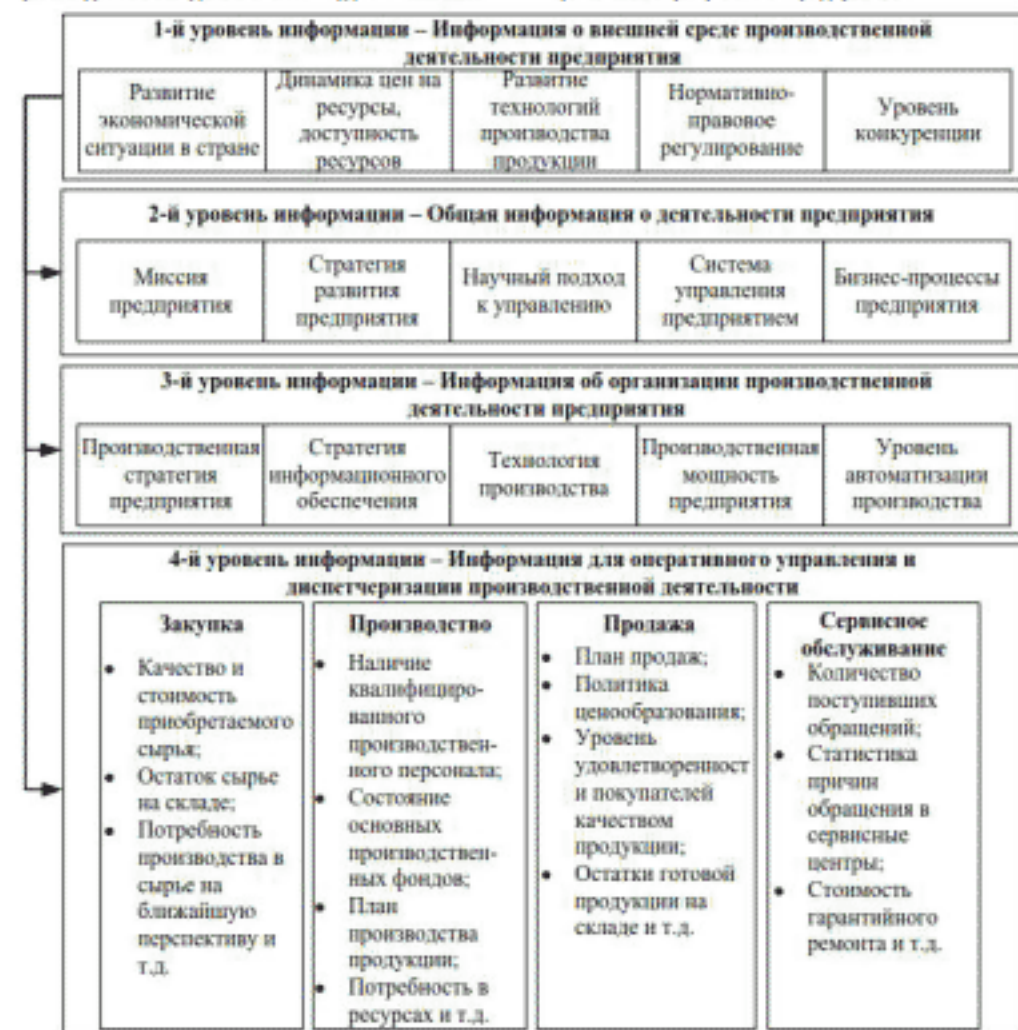 1-й уровень информации – Информация о внешней среде производственной
деятельности предприятия
Развитие
экономической
ситуации в стране
Динамика цен на
ресурсы,
доступность
ресурсов
Развитие
технологий
производства
продукции
Нормативно-
правовое
регулирование
Уровень
конкуренции
2-й уровень информации – Общая информация о деятельности предприятия
Миссия
предприятия
Стратегия
развития
предприятия
Научный подход
к управлению
Система
управления
предприятием
Бизнес-процессы
предприятия
3-й уровень информации – Информация об организации производственной
деятельности предприятия
Производственная
стратегия
предприятия
Стратегия
информационного
обеспечения
Технология
производства
Производственная
мощность
предприятия
Уровень
автоматизации
производства
4-й уровень информации – Информация для оперативного управления и
диспетчеризации производственной деятельности
Закупка
• Качество и
стоимость
приобретаемого
сырья;
• Остаток сырье
на складе;
• Потребность
производства в
сырье на
ближайшую
перспективу и
т.д.
Производство
• Наличие
квалифициро-
ванного
производствен-
ного персонала;
• Состояние
основных
производствен-
ных фондов;
• План
производства
продукции;
• Потребность в
ресурсах и т.д.
Продажа
• План продаж;
• Политика
ценообразования;
• Уровень
удовлетворенност
и покупателей
качеством
продукции;
• Остатки готовой
продукции на
складе и т.д.
Сервисное
обслуживание
• Количество
поступивших
обращений;
• Статистика
причин
обращения в
сервисные
центры;
• Стоимость
гарантийного
ремонта и т.д.